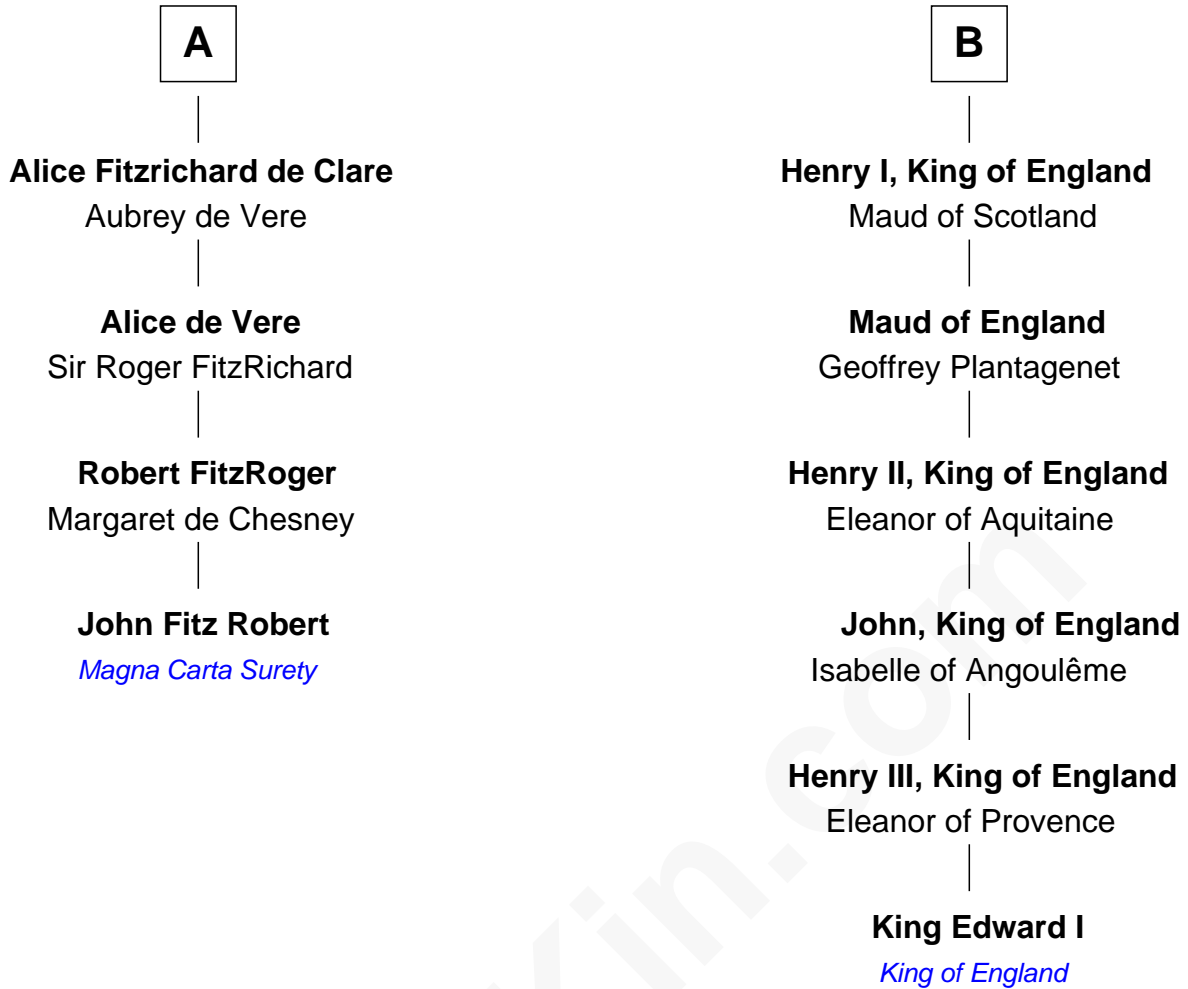 A
Alice Fitzrichard de Clare
Aubrey de Vere
Alice de Vere
Sir Roger FitzRichard
Robert FitzRoger
Margaret de Chesney
John Fitz Robert
Magna Carta Surety
B
Henry I, King of England
Maud of Scotland
Maud of England
Geoffrey Plantagenet
Henry II, King of England
Eleanor of Aquitaine
John, King of England
Isabelle of Angoulême
Henry III, King of England
Eleanor of Provence
King Edward I
King of England
Kin.com